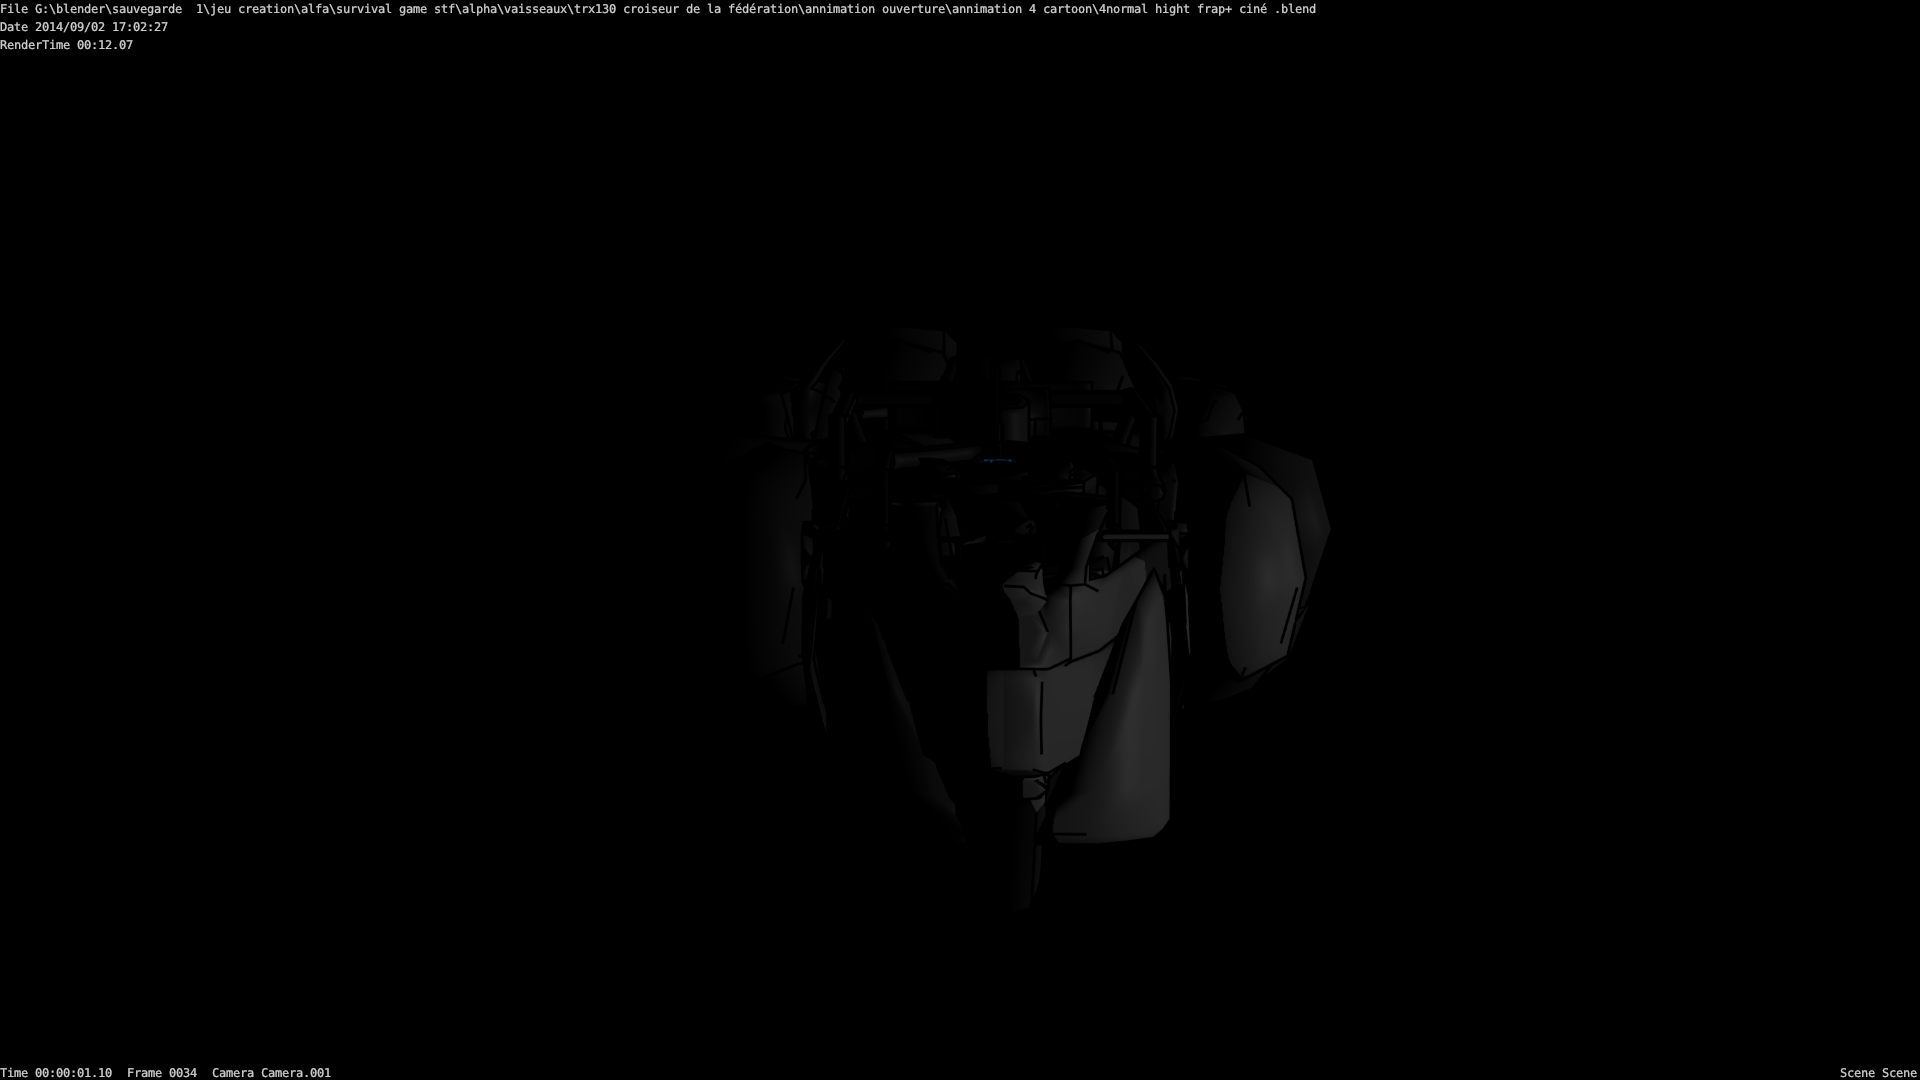 File G:\blender\sauvegarde  1\jeu creation\alfa\survival game stf\alpha\vaisseaux\trx130 croiseur de la fédération\annimation ouverture\annimation 4 cartoon\4normal hight frap+ ciné .blend
Date 2014/09/02 17:02:27
RenderTime 00:12.07
Time 00:00:01.10  Frame 0034  Camera Camera.001
Scene Scene